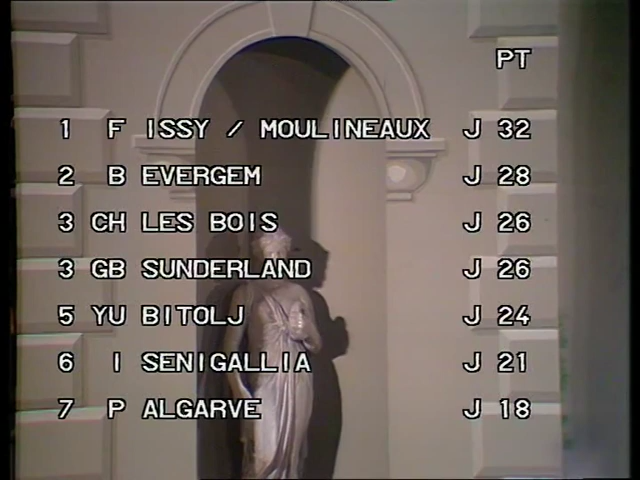 PT
1 F ISSY / MOULINEAUX J 32
2 B EVERGEM J 28
3 CH LES BOIS J 26
3 GB SUNDERLAND J 26
5 YU BITOLJ J 24
6 I SENIGALLIA J 21
7 P ALGARVE J 18